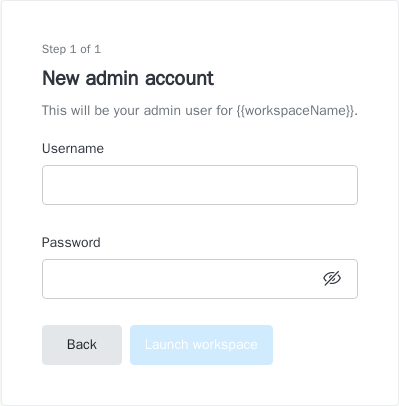 Step 1 of 1
New admin account
This will be your admin user for {{workspaceName}}.
Username
Password
Back
Launch workspace